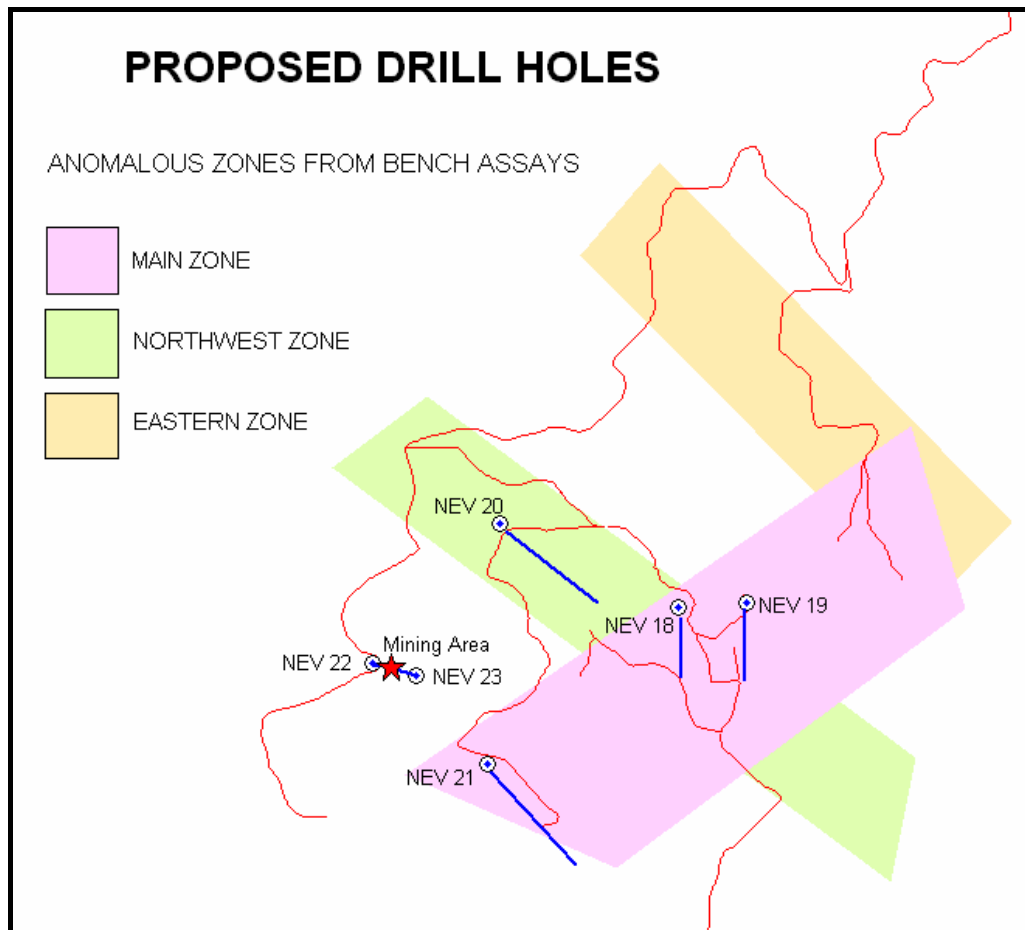 PROPOSED DRILL HOLES
ANOMALOUS ZONES FROM BENCH ASSAYS
MAIN ZONE
NORTHWEST ZONE
EASTERN ZONE
NEV 20
NEV 18
NEV 19
Mining Area
NEV 22
NEV 23
NEV 21